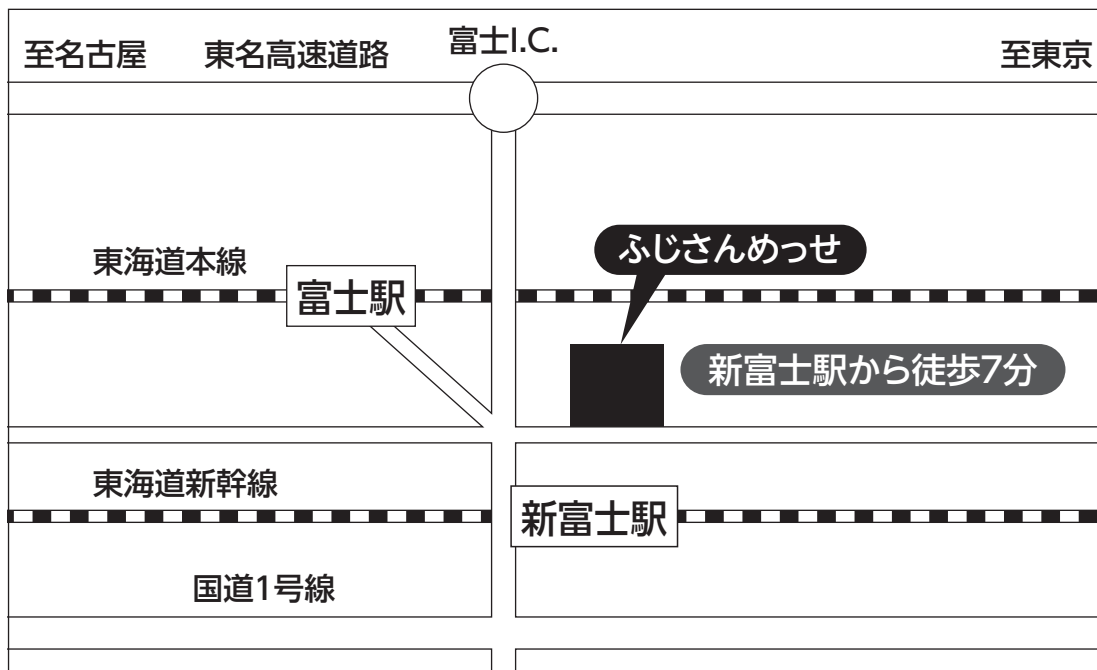 至名古屋
東名高速道路
富士I.C.
至東京
東海道本線
ふじさんめっせ
富士駅
新富士駅から徒歩7分
東海道新幹線
新富士駅
国道1号線